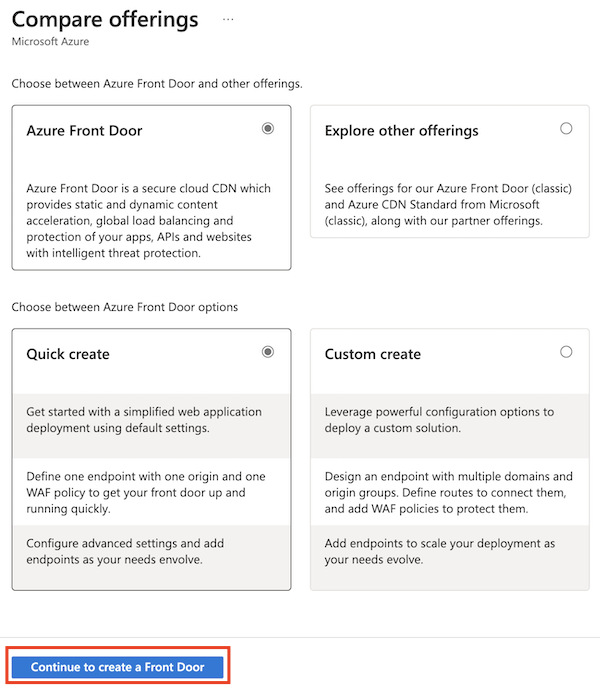 Compare offerings ...
Microsoft Azure
Choose between Azure Front Door and other offerings.
Azure Front Door
Azure Front Door is a secure cloud CDN which
provides static and dynamic content
acceleration, global load balancing and
protection of your apps, APIs and websites
with intelligent threat protection.
Explore other offerings
See offerings for our Azure Front Door (classic)
and Azure CDN Standard from Microsoft
(classic), along with our partner offerings.
Choose between Azure Front Door options
Quick create
Get started with a simplified web application
deployment using default settings.
Define one endpoint with one origin and one
WAF policy to get your front door up and
running quickly.
Configure advanced settings and add
endpoints as your needs envolve.
Custom create
Leverage powerful configuration options to
deploy a custom solution.
Design an endpoint with multiple domains and
origin groups. Define routes to connect them,
and add WAF policies to protect them.
Add endpoints to scale your deployment as
your needs evolve.
Continue to create a Front Door